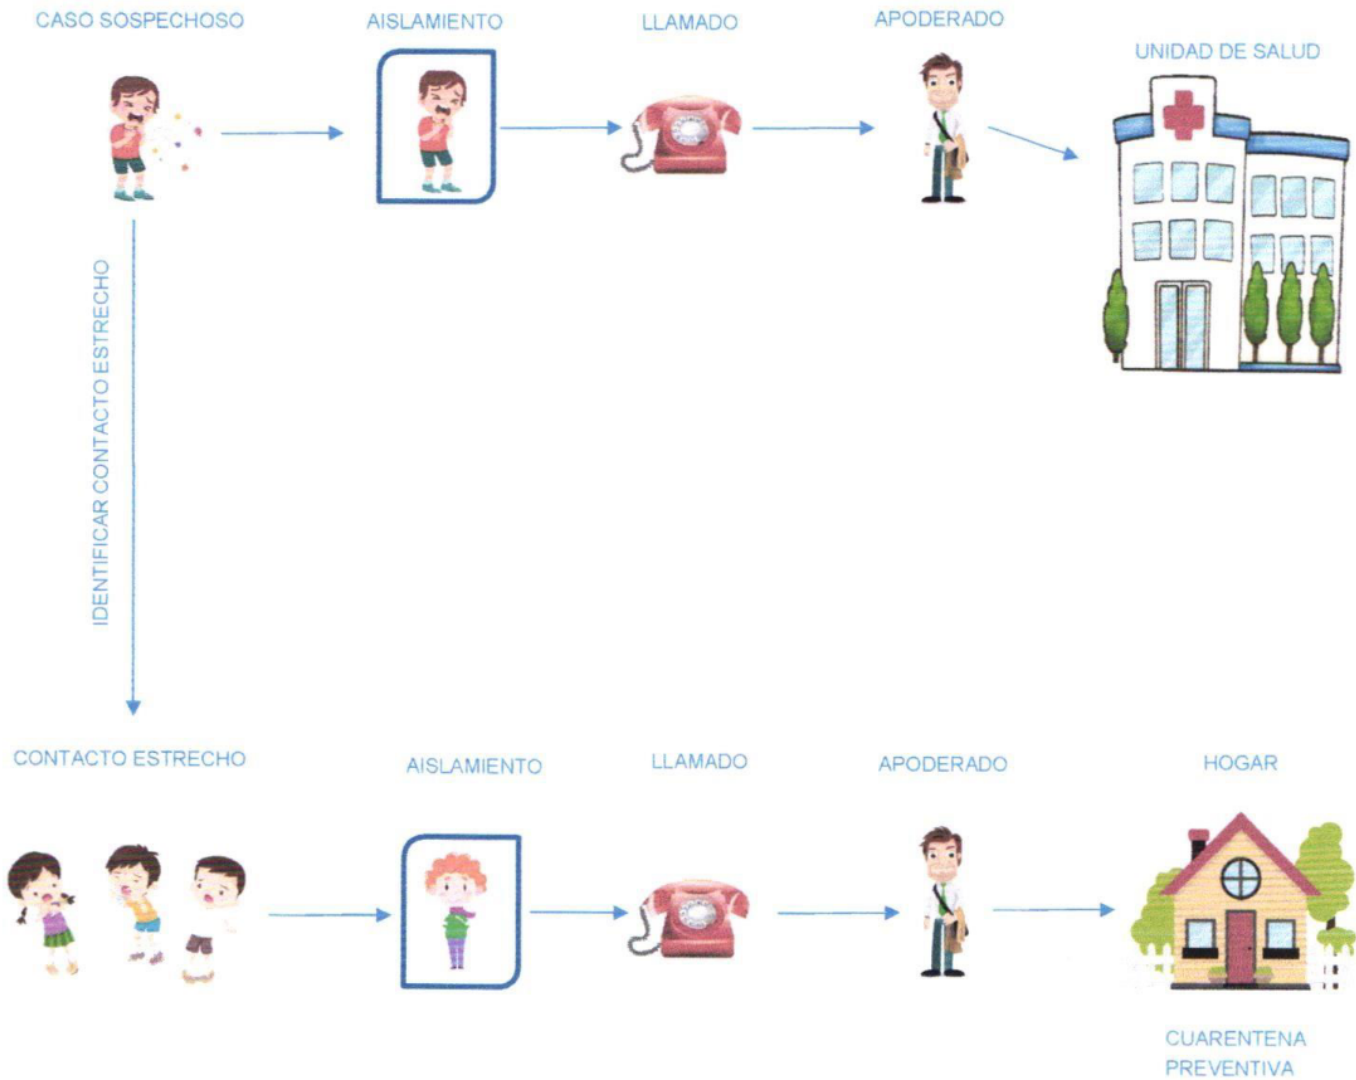 CASO SOSPECHOSO
AISLAMIENTO
LLAMADO
APODERADO
UNIDAD DE SALUD
IDENTIFICAR CONTACTO ESTRECHO
CONTACTO ESTRECHO
AISLAMIENTO
LLAMADO
APODERADO
HOGAR
CUARENTENA
PREVENTIVA